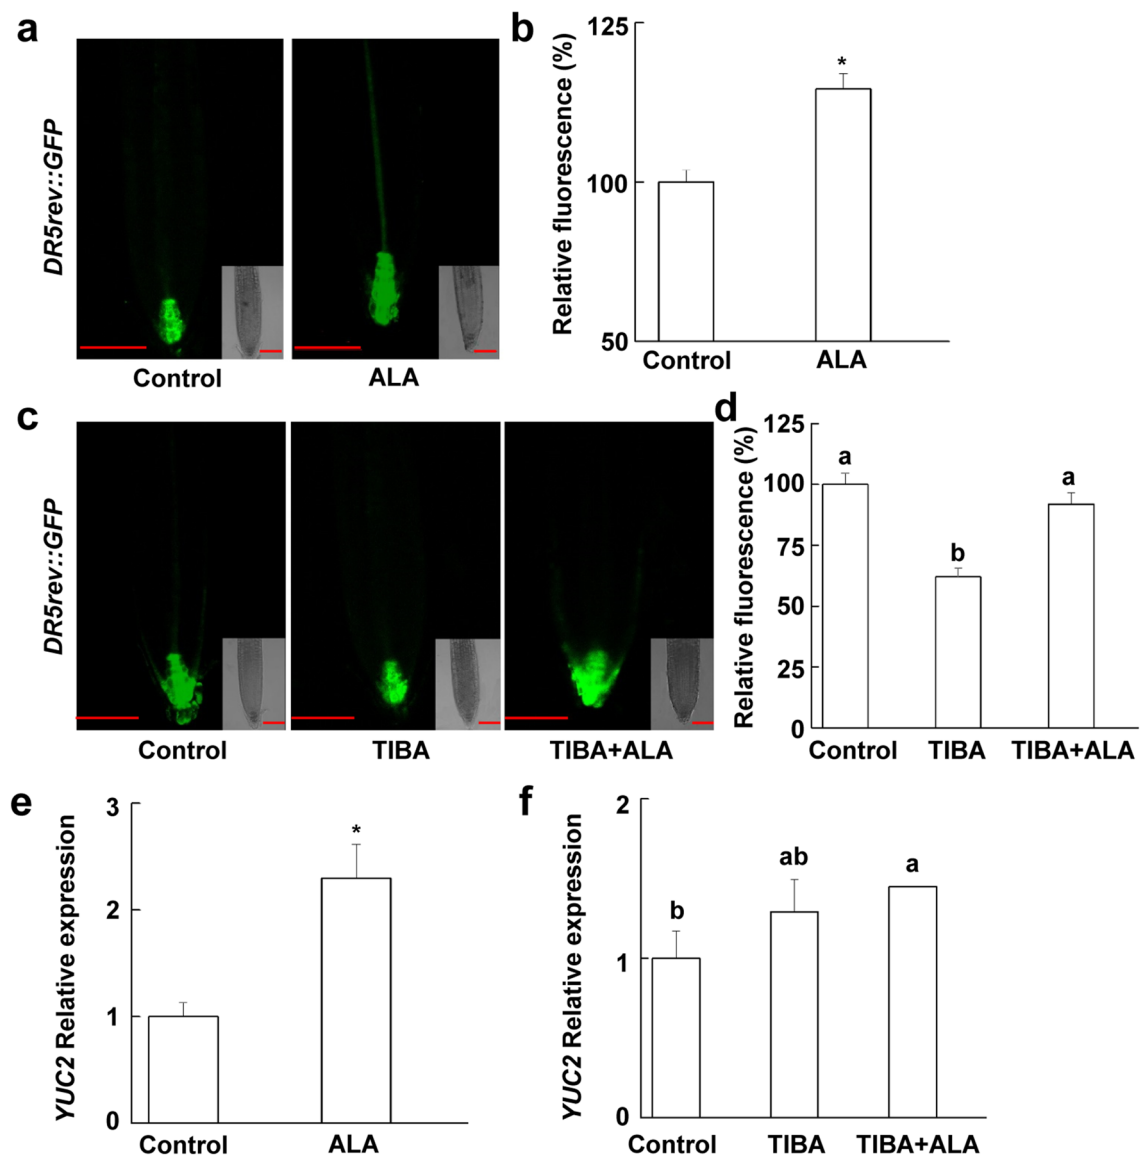 a
DR5rev::GFP
Control
ALA
b
Relative fluorescence (%)
125
100
50
*
Control
ALA
c
DR5rev::GFP
Control
TIBA
TIBA+ALA
d
Relative fluorescence (%)
125
100
75
50
25
0
a
b
a
Control
TIBA
TIBA+ALA
e
YUC2 Relative expression
3
2
1
0
*
Control
ALA
f
YUC2 Relative expression
2
1
0
b
ab
a
Control
TIBA
TIBA+ALA